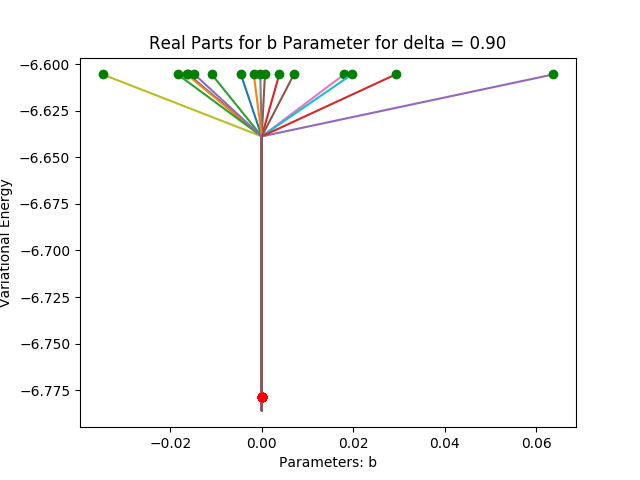 Real Parts for b Parameter for delta = 0.90
Variational Energy
−6.600
−6.625
−6.650
−6.675
−6.700
−6.725
−6.750
−6.775
−0.02 0.00 0.02 0.04 0.06
Parameters: b